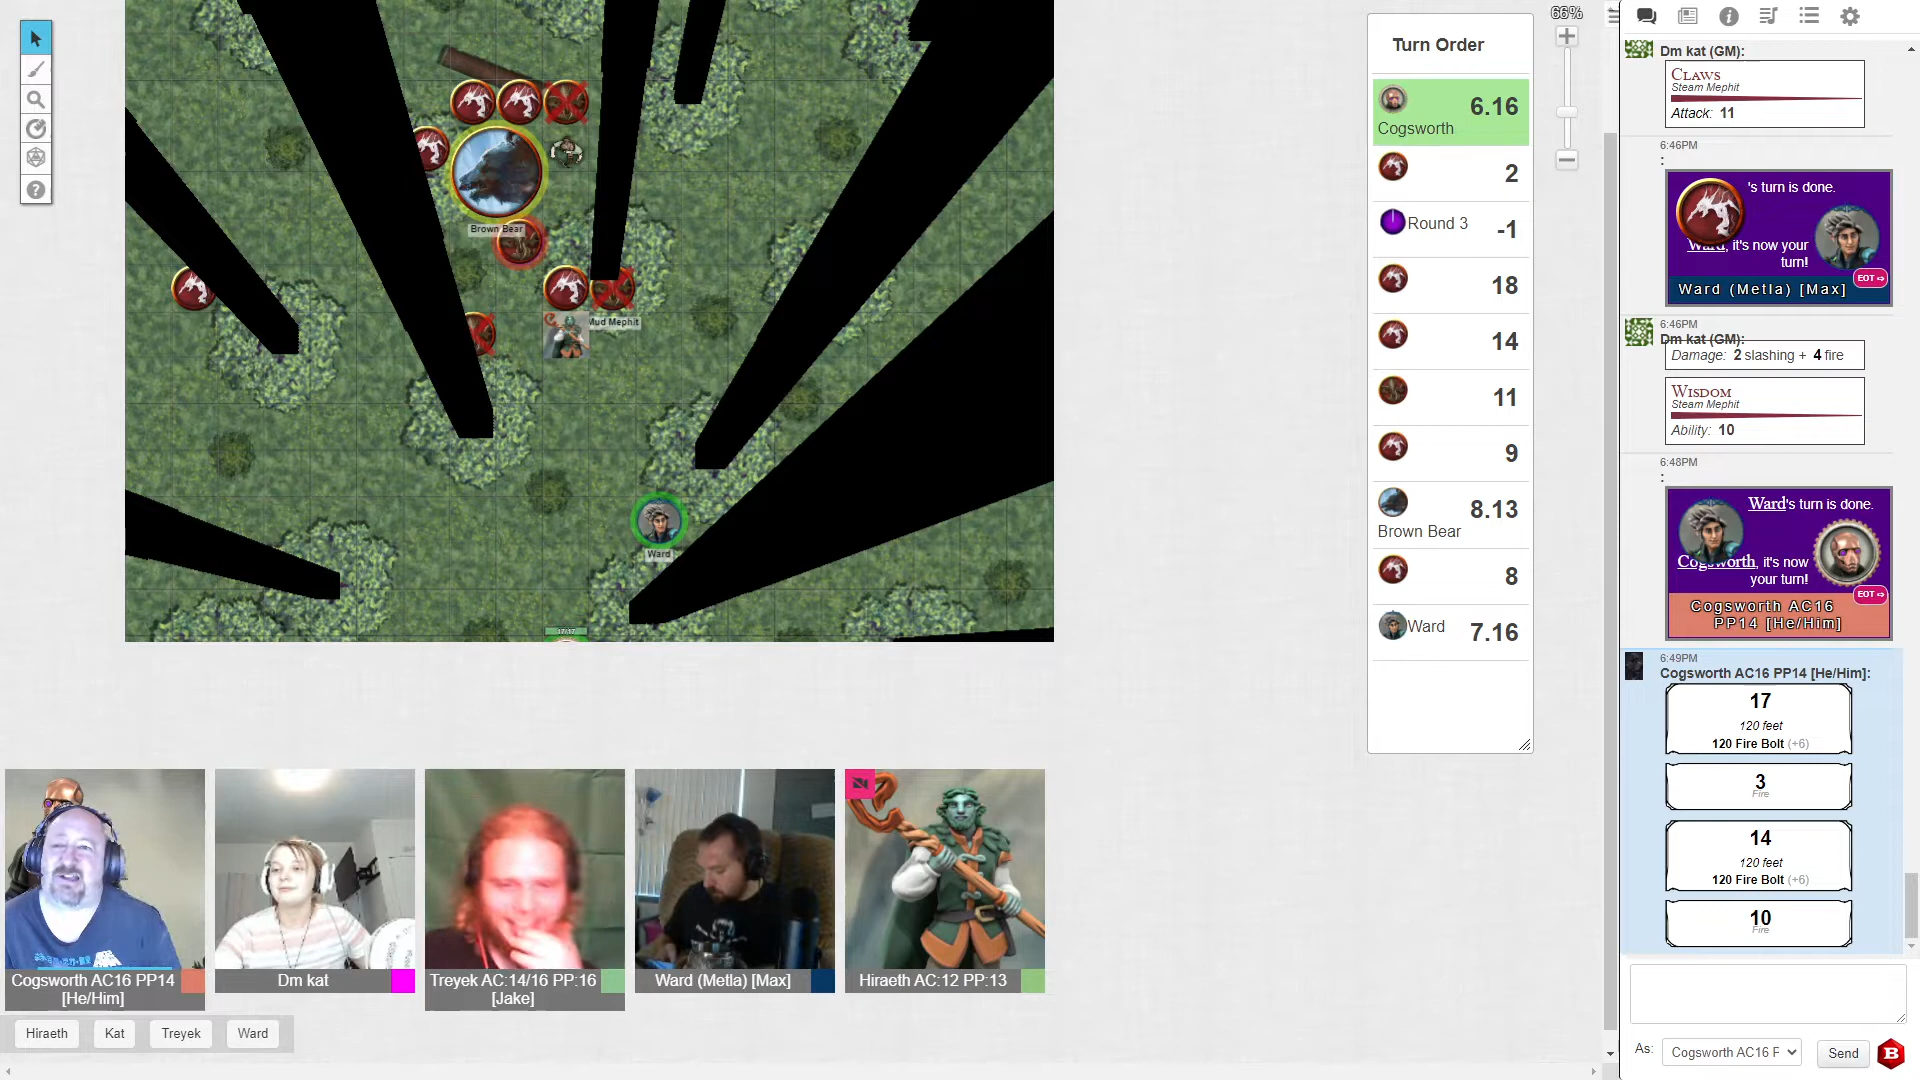 Brown Bear
Mud Mephit
Ward
17/17
Turn Order
6.16
Cogsworth
2
Round 3
-1
18
14
11
9
8.13
Brown Bear
8
Ward
7.16
66%
Dm kat (GM):
Claws
Steam Mephit
Attack: 11
6:46PM
:
's turn is done.
Ward, it's now your
turn!
EOT ⇨
Ward (Metla) [Max]
6:46PM
Dm kat (GM):
Damage: 2 slashing + 4 fire
Wisdom
Steam Mephit
Ability: 10
6:48PM
:
Ward's turn is done.
Cogsworth, it's now
your turn!
EOT ⇨
Cogsworth AC16
PP14 [He/Him]
6:49PM
Cogsworth AC16 PP14 [He/Him]:
17
120 feet
120 Fire Bolt (+6)
3
Fire
14
120 feet
120 Fire Bolt (+6)
10
Fire
As:
Cogsworth AC16 F
Send
B
Cogsworth AC16 PP14
[He/Him]
Dm kat
Treyek AC:14/16 PP:16
[Jake]
Ward (Metla) [Max]
Hiraeth AC:12 PP:13
Hiraeth
Kat
Treyek
Ward